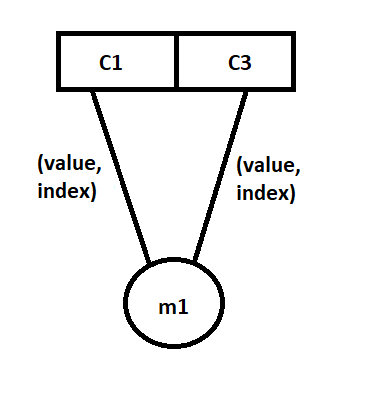 C1 C3
(value,
index)
(value,
index)
m1